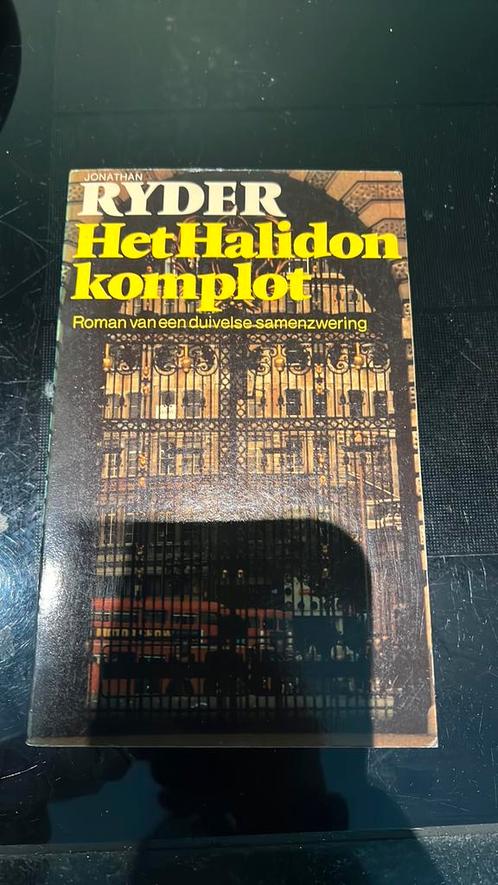 JONATHAN
RYDER
Het Halidon
komplot
Roman van een duivelse samenzwering